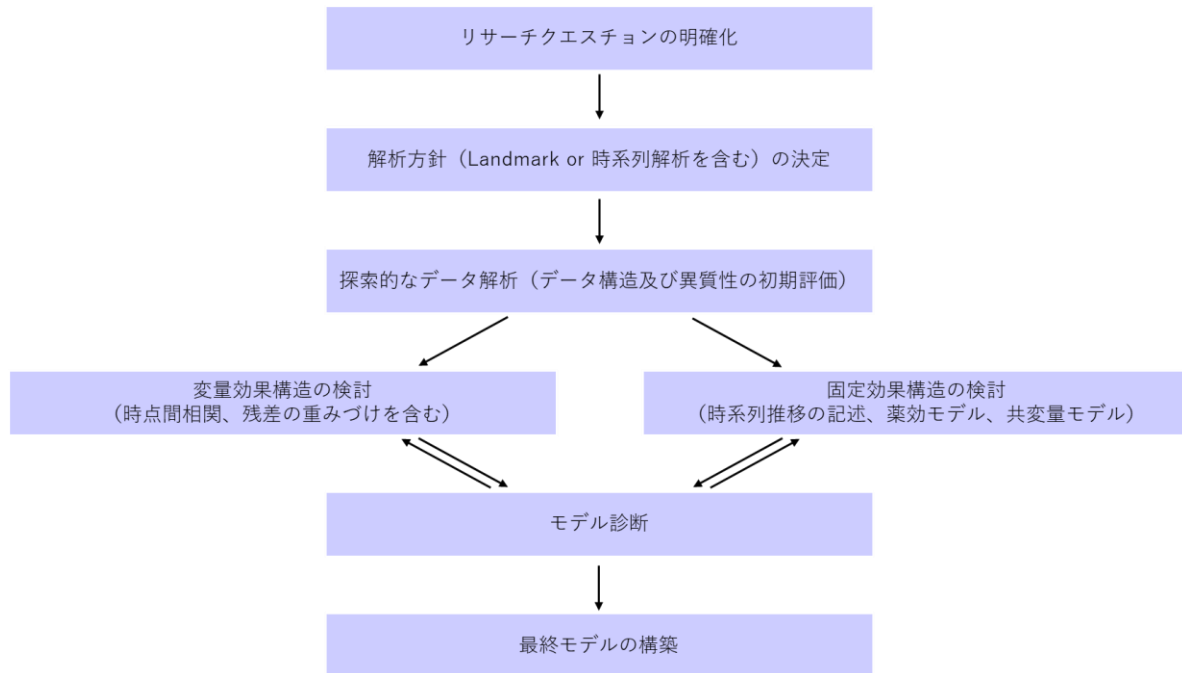 リサーチクエスチョンの明確化
解析方針（Landmark or 時系列解析を含む）の決定
探索的なデータ解析（データ構造及び異質性の初期評価）
変量効果構造の検討
（時点間相関、残差の重みづけを含む）
固定効果構造の検討
（時系列推移の記述、薬効モデル、共変量モデル）
モデル診断
最終モデルの構築